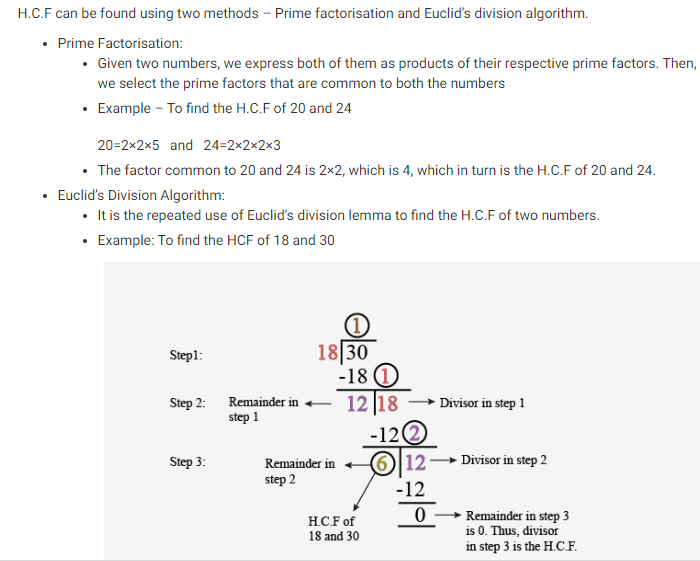 H.C.F can be found using two methods – Prime factorisation and Euclid's division algorithm.
• Prime Factorisation:
• Given two numbers, we express both of them as products of their respective prime factors. Then,
we select the prime factors that are common to both the numbers
• Example – To find the H.C.F of 20 and 24
20=2×2×5 and 24=2×2×2×3
• The factor common to 20 and 24 is 2×2, which is 4, which in turn is the H.C.F of 20 and 24.
• Euclid's Division Algorithm:
• It is the repeated use of Euclid's division lemma to find the H.C.F of two numbers.
• Example: To find the HCF of 18 and 30
1
Step1: 18 30
-18 1
Step 2: Remainder in 12 18 Divisor in step 1
step 1
-12 2
Step 3: Remainder in 6 12 Divisor in step 2
step 2
-12
H.C.F of 0 Remainder in step 3
18 and 30 is 0. Thus, divisor
in step 3 is the H.C.F.